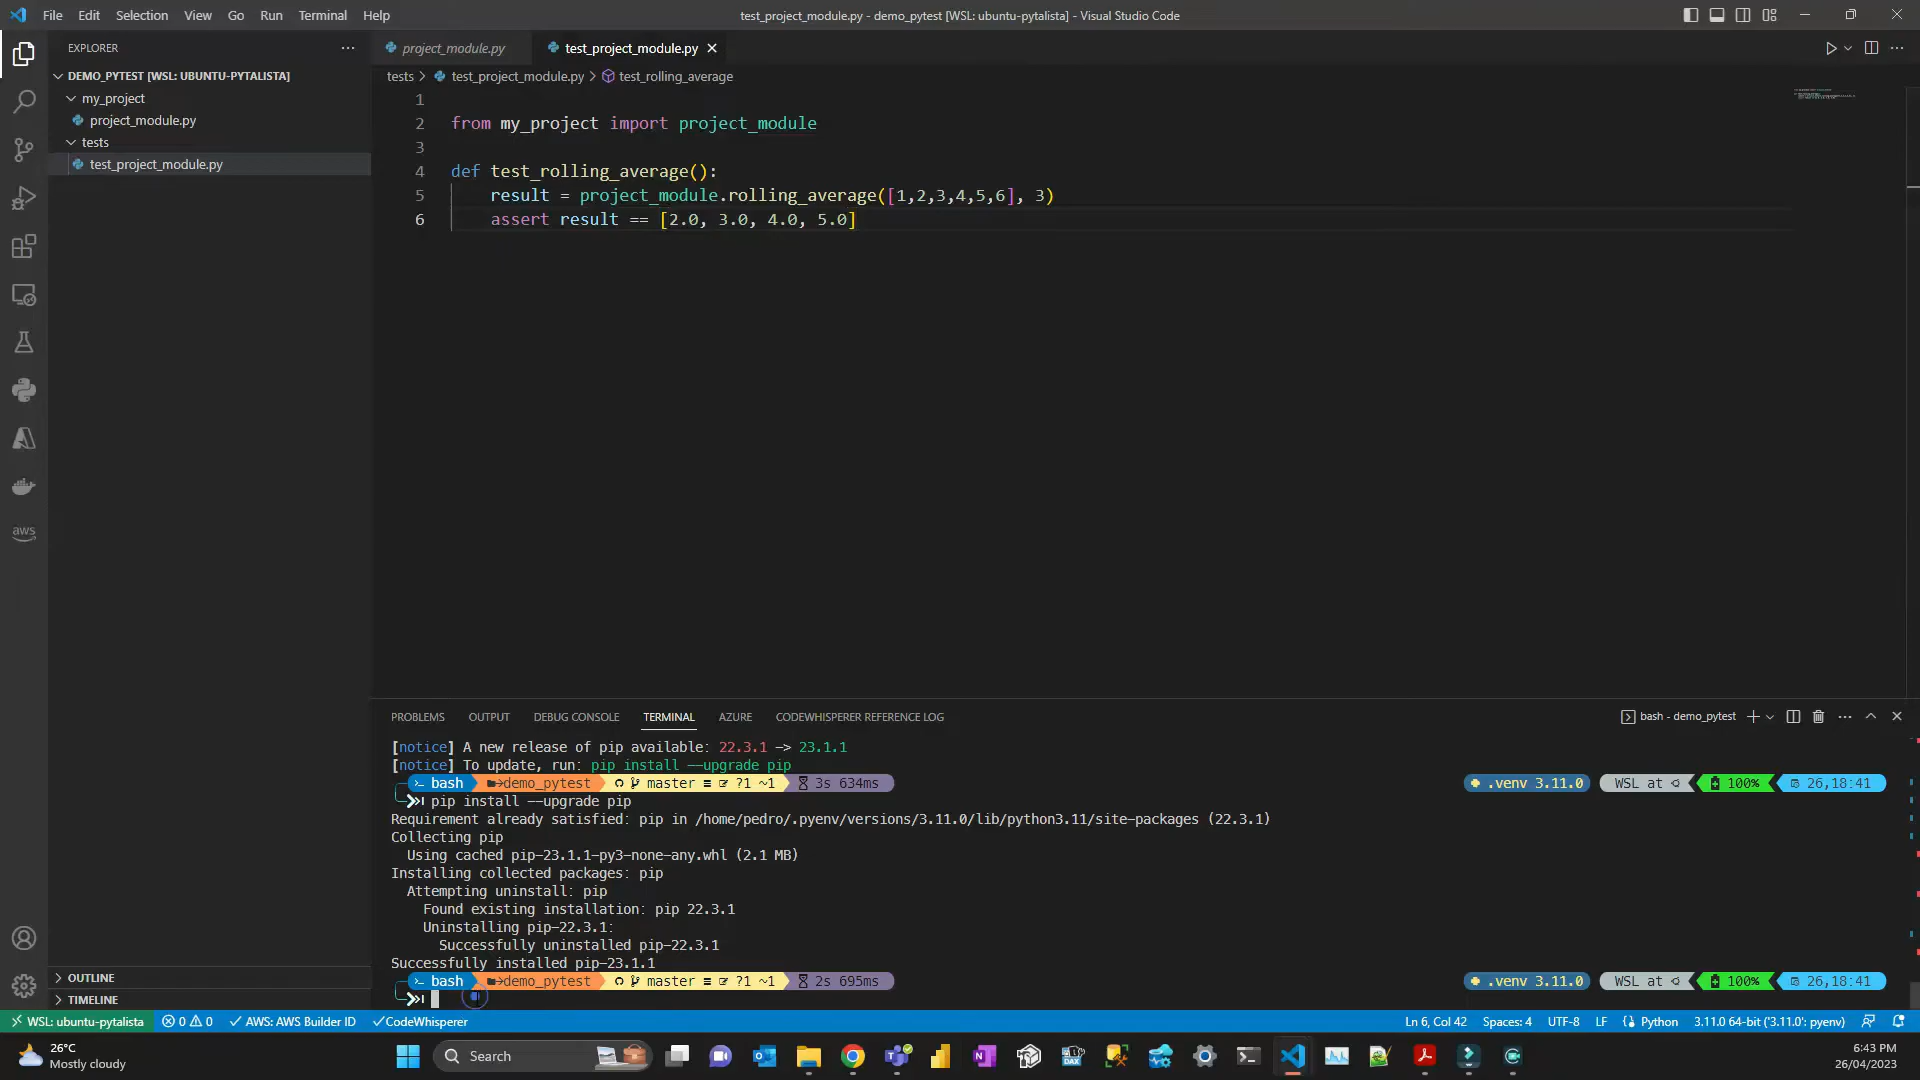 File Edit Selection View Go Run Terminal Help
test_project_module.py - demo_pytest [WSL: ubuntu-pytalista] - Visual Studio Code
EXPLORER
DEMO_PYTEST [WSL: UBUNTU-PYTALISTA]
my_project
project_module.py
tests
test_project_module.py
OUTLINE
TIMELINE
aws
project_module.py
test_project_module.py
tests > test_project_module.py > test_rolling_average
1
2 from my_project import project_module
3
4 def test_rolling_average():
5 result = project_module.rolling_average([1,2,3,4,5,6], 3)
6 assert result == [2.0, 3.0, 4.0, 5.0]
PROBLEMS OUTPUT DEBUG CONSOLE TERMINAL AZURE CODEWHISPERER REFERENCE LOG
bash - demo_pytest
[notice] A new release of pip available: 22.3.1 -> 23.1.1
[notice] To update, run: pip install --upgrade pip
bash demo_pytest master ≡ ?1 ~1 3s 634ms .venv 3.11.0 WSL at 100% 26,18:41
pip install --upgrade pip
Requirement already satisfied: pip in /home/pedro/.pyenv/versions/3.11.0/lib/python3.11/site-packages (22.3.1)
Collecting pip
Using cached pip-23.1.1-py3-none-any.whl (2.1 MB)
Installing collected packages: pip
Attempting uninstall: pip
Found existing installation: pip 22.3.1
Uninstalling pip-22.3.1:
Successfully uninstalled pip-22.3.1
Successfully installed pip-23.1.1
bash demo_pytest master ≡ ?1 ~1 2s 695ms .venv 3.11.0 WSL at 100% 26,18:41
WSL: ubuntu-pytalista 0 0 AWS: AWS Builder ID CodeWhisperer
Ln 6, Col 42 Spaces: 4 UTF-8 LF Python 3.11.0 64-bit ('3.11.0': pyenv)
26°C
Mostly cloudy
Search
DAX
6:43 PM
26/04/2023